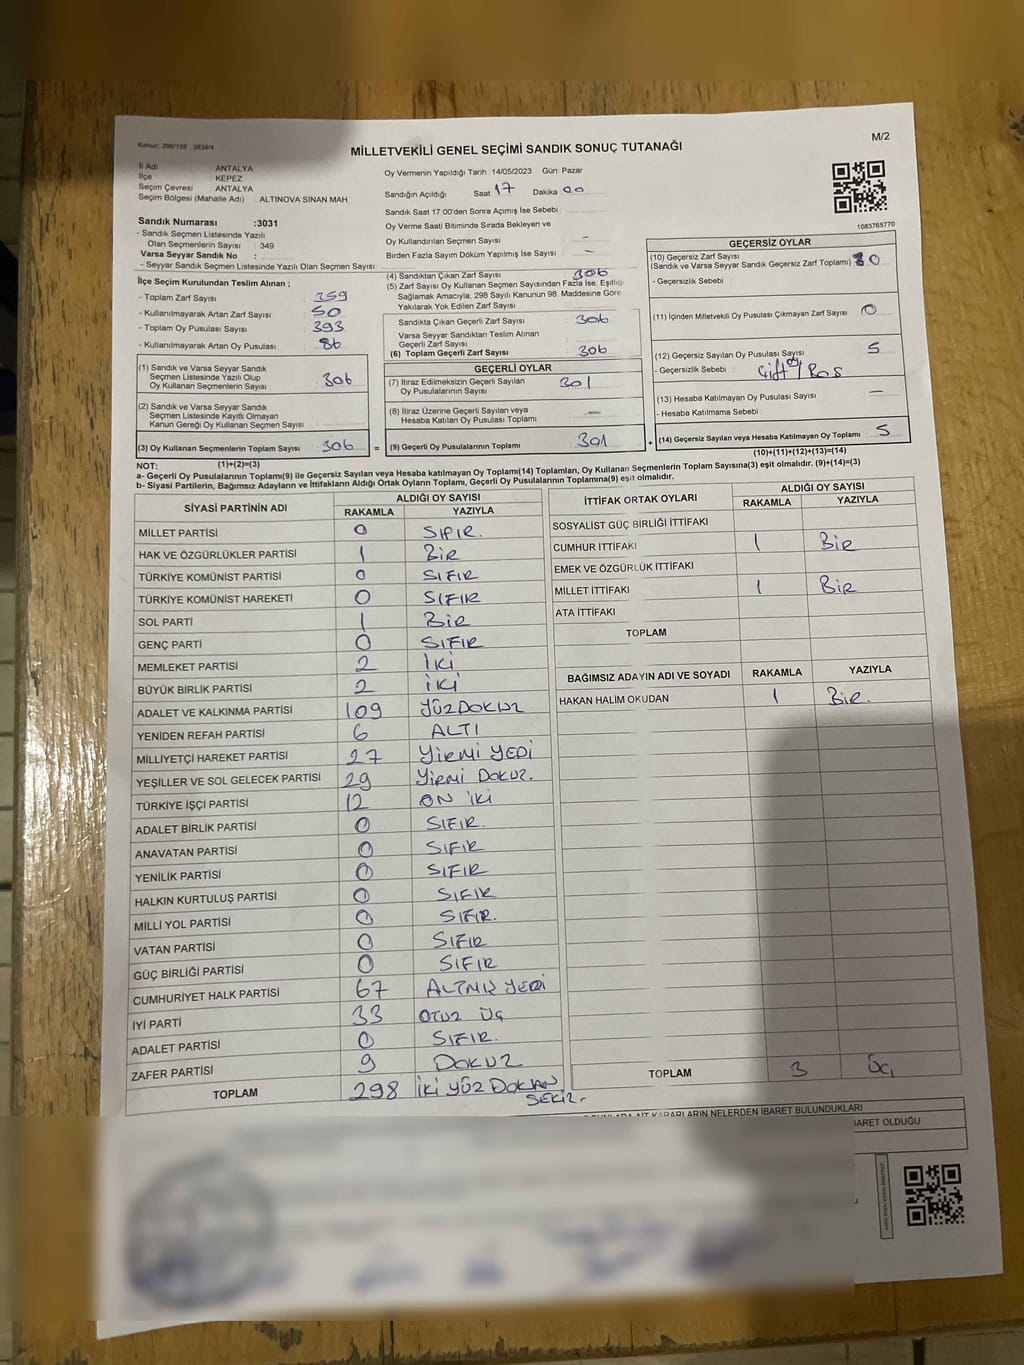 Kanun: 298/105 , 2839/4
M/2
MİLLETVEKİLİ GENEL SEÇİMİ SANDIK SONUÇ TUTANAĞI
İl Adı : ANTALYA
İlçe : KEPEZ
Seçim Çevresi : ANTALYA
Seçim Bölgesi (Mahalle Adı) : ALTINOVA SİNAN MAH.
Oy Vermenin Yapıldığı Tarih : 14/05/2023 Gün: Pazar
Sandığın Açıldığı Saat 17 Dakika 00
Sandık Saat 17:00'den Sonra Açımış İse Sebebi :
Oy Verme Saati Bitiminde Sırada Bekleyen ve
Oy Kullandırılan Seçmen Sayısı –
Birden Fazla Sayım Döküm Yapılmış İse Sayısı : –
1083765770
Sandık Numarası :3031
- Sandık Seçmen Listesinde Yazılı
Olan Seçmenlerin Sayısı : 349
Varsa Seyyar Sandık No :
- Seyyar Sandık Seçmen Listesinde Yazılı Olan Seçmen Sayısı
İlçe Seçim Kurulundan Teslim Alınan ;
- Toplam Zarf Sayısı : 359
- Kullanılmayarak Artan Zarf Sayısı : 50
- Toplam Oy Pusulası Sayısı : 393
- Kullanılmayarak Artan Oy Pusulası : 86
(1) Sandık ve Varsa Seyyar Sandık
Seçmen Listesinde Yazılı Olup
Oy Kullanan Seçmenlerin Sayısı : 306
(2) Sandık ve Varsa Seyyar Sandık
Seçmen Listesinde Kayıtlı Olmayan
Kanun Gereği Oy Kullanan Seçmen Sayısı :
(3) Oy Kullanan Seçmenlerin Toplam Sayısı : 306
(4) Sandıktan Çıkan Zarf Sayısı : 306
(5) Zarf Sayısı Oy Kullanan Seçmen Sayısından Fazla İse, Eşitliği
Sağlamak Amacıyla, 298 Sayılı Kanunun 98. Maddesine Göre
Yakılarak Yok Edilen Zarf Sayısı :
Sandıkta Çıkan Geçerli Zarf Sayısı : 306
Varsa Seyyar Sandıktan Teslim Alınan
Geçerli Zarf Sayısı :
(6) Toplam Geçerli Zarf Sayısı : 306
GEÇERLİ OYLAR
(7) İtiraz Edilmeksizin Geçerli Sayılan
Oy Pusulalarının Sayısı : 301
(8) İtiraz Üzerine Geçerli Sayılan veya
Hesaba Katılan Oy Pusulası Toplamı : –
= (9) Geçerli Oy Pusulalarının Toplamı : 301
GEÇERSİZ OYLAR
(10) Geçersiz Zarf Sayısı
(Sandık ve Varsa Seyyar Sandık Geçersiz Zarf Toplamı) : 0
- Geçersizlik Sebebi :
(11) İçinden Milletvekili Oy Pusulası Çıkmayan Zarf Sayısı : 0
(12) Geçersiz Sayılan Oy Pusulası Sayısı : 5
- Geçersizlik Sebebi : Çift oy / Boş
(13) Hesaba Katılmayan Oy Pusulası Sayısı : –
- Hesaba Katılmama Sebebi :
+ (14) Geçersiz Sayılan veya Hesaba Katılmayan Oy Toplamı : 5
(10)+(11)+(12)+(13)=(14)
NOT: (1)+(2)=(3)
a- Geçerli Oy Pusulalarının Toplamı(9) ile Geçersiz Sayılan veya Hesaba katılmayan Oy Toplamı(14) Toplamları, Oy Kullanan Seçmenlerin Toplam Sayısına(3) eşit olmalıdır. (9)+(14)=(3)
b- Siyasi Partilerin, Bağımsız Adayların ve İttifakların Aldığı Ortak Oyların Toplamı, Geçerli Oy Pusulalarının Toplamına(9) eşit olmalıdır.
SİYASİ PARTİNİN ADI ALDIĞI OY SAYISI
RAKAMLA YAZIYLA
MİLLET PARTİSİ 0 SIFIR.
HAK VE ÖZGÜRLÜKLER PARTİSİ 1 BİR
TÜRKİYE KOMÜNİST PARTİSİ 0 SIFIR
TÜRKİYE KOMÜNİST HAREKETİ 0 SIFIR
SOL PARTİ 1 BİR
GENÇ PARTİ 0 SIFIR
MEMLEKET PARTİSİ 2 İKİ
BÜYÜK BİRLİK PARTİSİ 2 İKİ
ADALET VE KALKINMA PARTİSİ 109 YÜZ DOKUZ
YENİDEN REFAH PARTİSİ 6 ALTI
MİLLİYETÇİ HAREKET PARTİSİ 27 YİRMİ YEDİ
YEŞİLLER VE SOL GELECEK PARTİSİ 29 YİRMİ DOKUZ.
TÜRKİYE İŞÇİ PARTİSİ 12 ON İKİ
ADALET BİRLİK PARTİSİ 0 SIFIR.
ANAVATAN PARTİSİ 0 SIFIR
YENİLİK PARTİSİ 0 SIFIR
HALKIN KURTULUŞ PARTİSİ 0 SIFIR
MİLLİ YOL PARTİSİ 0 SIFIR.
VATAN PARTİSİ 0 SIFIR
GÜÇ BİRLİĞİ PARTİSİ 0 SIFIR
CUMHURİYET HALK PARTİSİ 67 ALTMIŞ YEDİ
İYİ PARTİ 33 OTUZ ÜÇ
ADALET PARTİSİ 0 SIFIR.
ZAFER PARTİSİ 9 DOKUZ
TOPLAM 298 İKİ YÜZ DOKSAN
SEKİZ.
İTTİFAK ORTAK OYLARI ALDIĞI OY SAYISI
RAKAMLA YAZIYLA
SOSYALİST GÜÇ BİRLİĞİ İTTİFAKI
CUMHUR İTTİFAKI 1 BİR
EMEK VE ÖZGÜRLÜK İTTİFAKI
MİLLET İTTİFAKI 1 BİR
ATA İTTİFAKI
TOPLAM
BAĞIMSIZ ADAYIN ADI VE SOYADI RAKAMLA YAZIYLA
HAKAN HALİM OKUDAN 1 BİR.
TOPLAM 3 ÜÇ
KARARLARIN NELERDEN İBARET BULUNDUKLARI
İBARET OLDUĞU